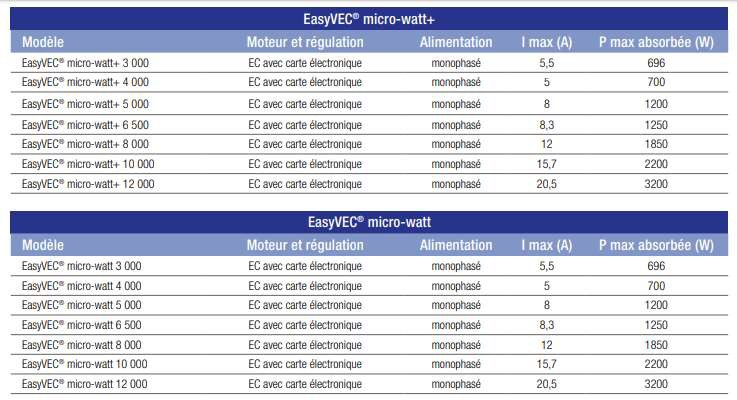 EasyVEC® micro-watt+
Modèle Moteur et régulation Alimentation I max (A) P max absorbée (W)
EasyVEC® micro-watt+ 3 000 EC avec carte électronique monophasé 5,5 696
EasyVEC® micro-watt+ 4 000 EC avec carte électronique monophasé 5 700
EasyVEC® micro-watt+ 5 000 EC avec carte électronique monophasé 8 1200
EasyVEC® micro-watt+ 6 500 EC avec carte électronique monophasé 8,3 1250
EasyVEC® micro-watt+ 8 000 EC avec carte électronique monophasé 12 1850
EasyVEC® micro-watt+ 10 000 EC avec carte électronique monophasé 15,7 2200
EasyVEC® micro-watt+ 12 000 EC avec carte électronique monophasé 20,5 3200
EasyVEC® micro-watt
Modèle Moteur et régulation Alimentation I max (A) P max absorbée (W)
EasyVEC® micro-watt 3 000 EC avec carte électronique monophasé 5,5 696
EasyVEC® micro-watt 4 000 EC avec carte électronique monophasé 5 700
EasyVEC® micro-watt 5 000 EC avec carte électronique monophasé 8 1200
EasyVEC® micro-watt 6 500 EC avec carte électronique monophasé 8,3 1250
EasyVEC® micro-watt 8 000 EC avec carte électronique monophasé 12 1850
EasyVEC® micro-watt 10 000 EC avec carte électronique monophasé 15,7 2200
EasyVEC® micro-watt 12 000 EC avec carte électronique monophasé 20,5 3200